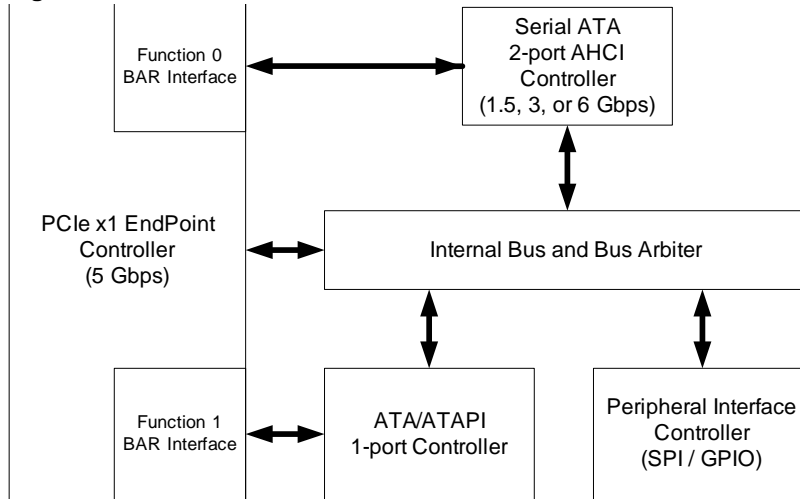 Serial ATA
2-port AHCI
Controller
(1.5, 3, or 6 Gbps)
Function 0
BAR Interface
PCIe x1 EndPoint
Controller
(5 Gbps)
Internal Bus and Bus Arbiter
Function 1
BAR Interface
ATA/ATAPI
1-port Controller
Peripheral Interface
Controller
(SPI / GPIO)